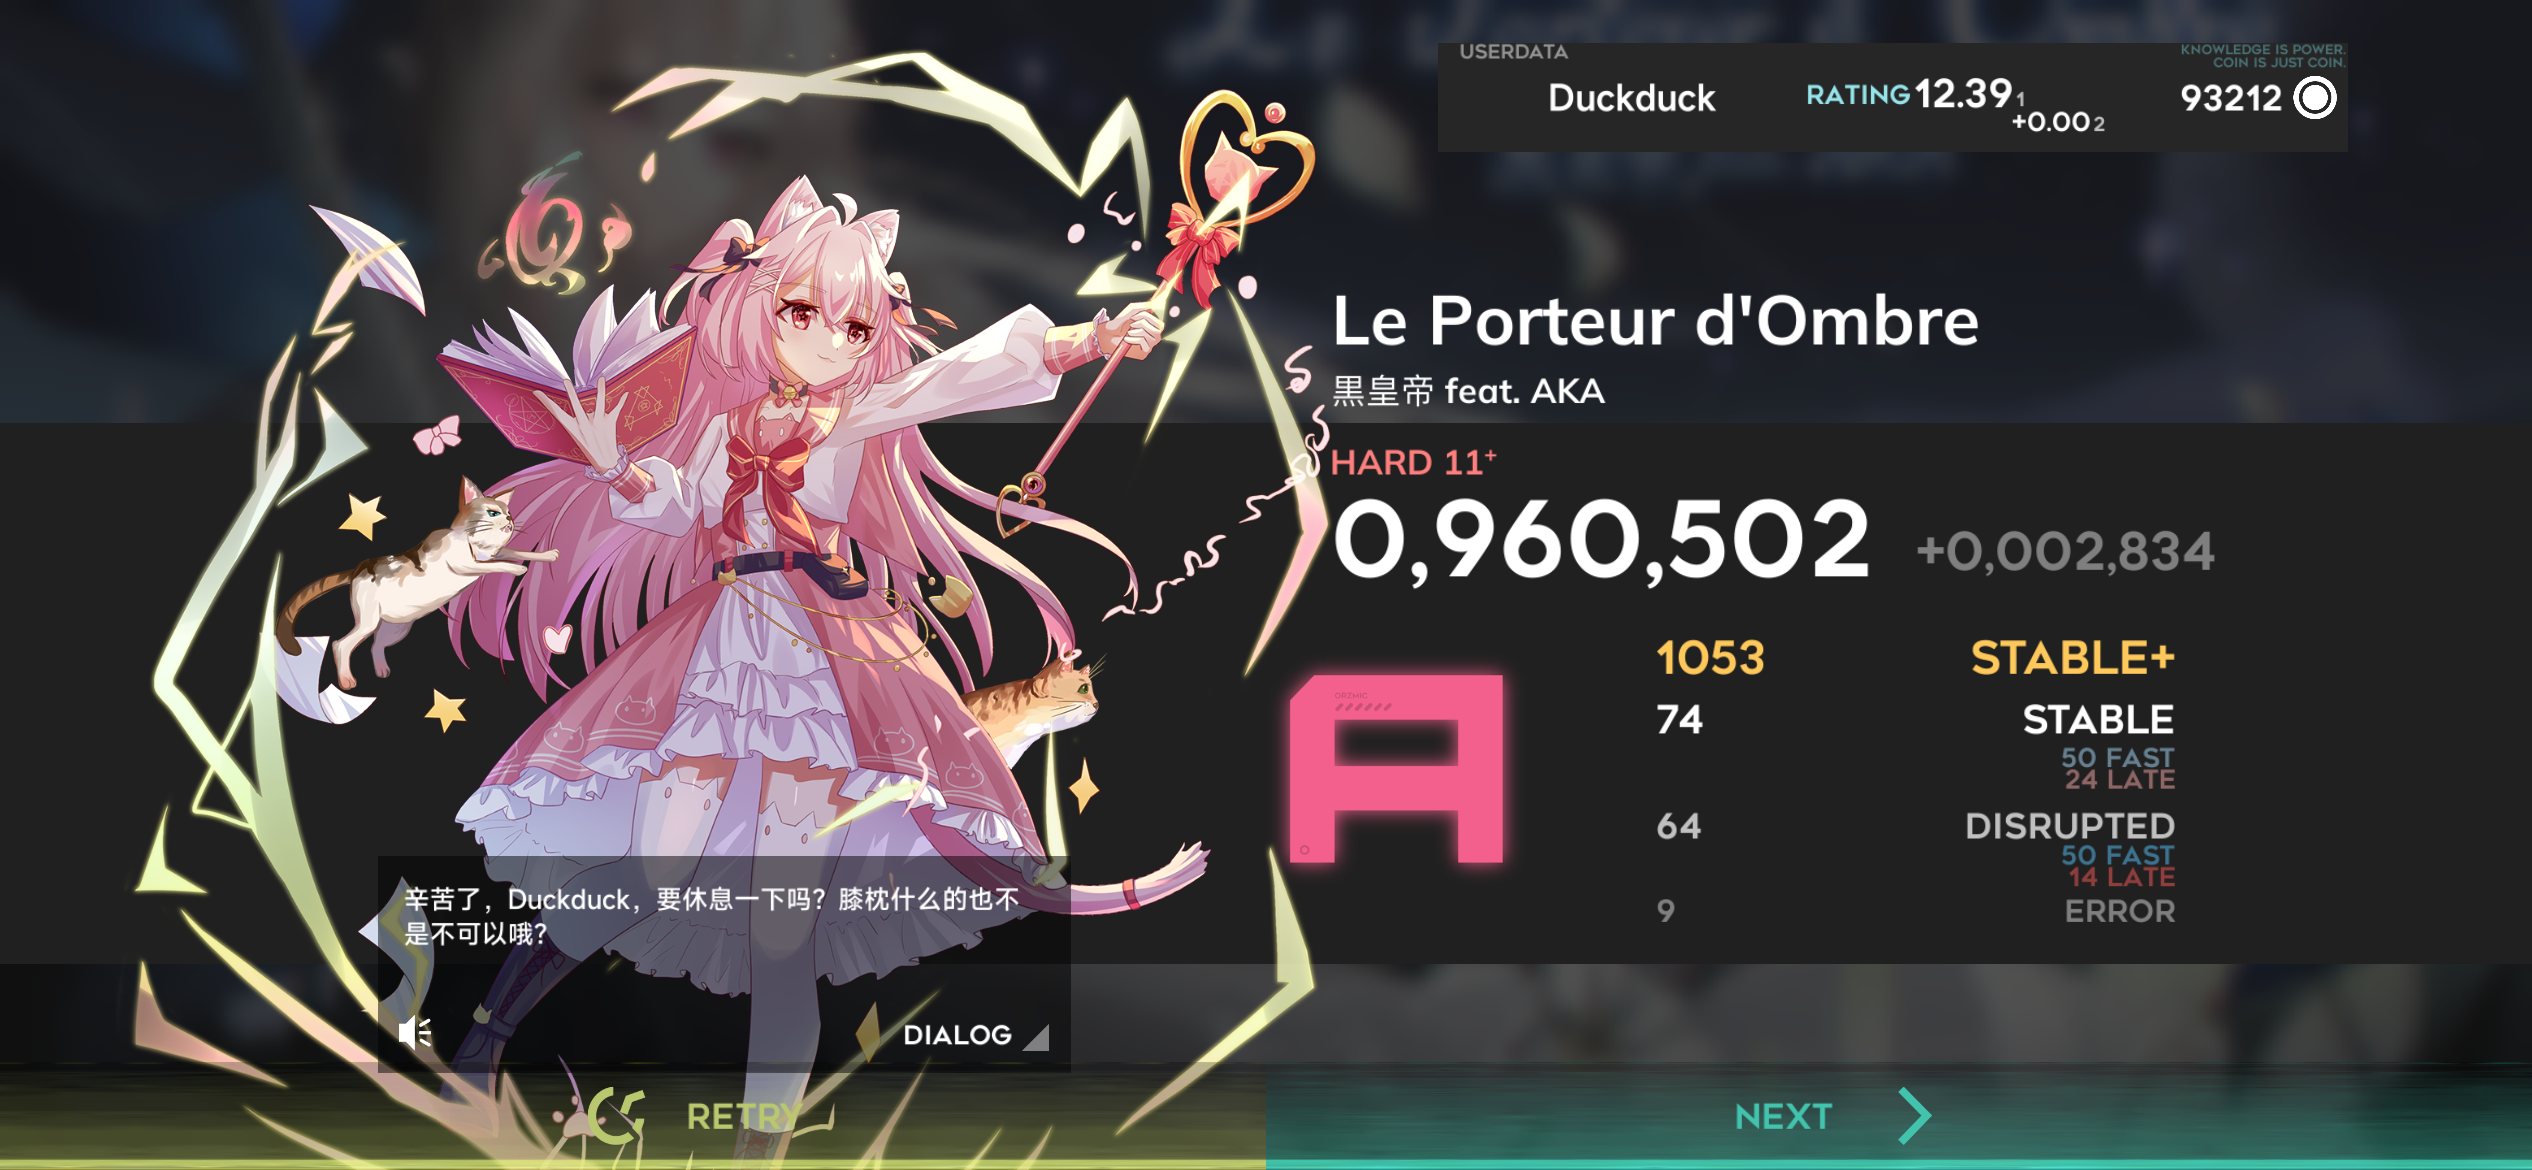 USERDATA
Duckduck
RATING 12.391
+0.002
KNOWLEDGE IS POWER.
COIN IS JUST COIN.
93212
Le Porteur d'Ombre
黒皇帝 feat. AKA
HARD 11+
0,960,502 +0,002,834
1053 STABLE+
74 STABLE
50 FAST
24 LATE
64 DISRUPTED
50 FAST
14 LATE
9 ERROR
ORZMIC
辛苦了，Duckduck，要休息一下吗？膝枕什么的也不
是不可以哦？
DIALOG
RETRY
NEXT